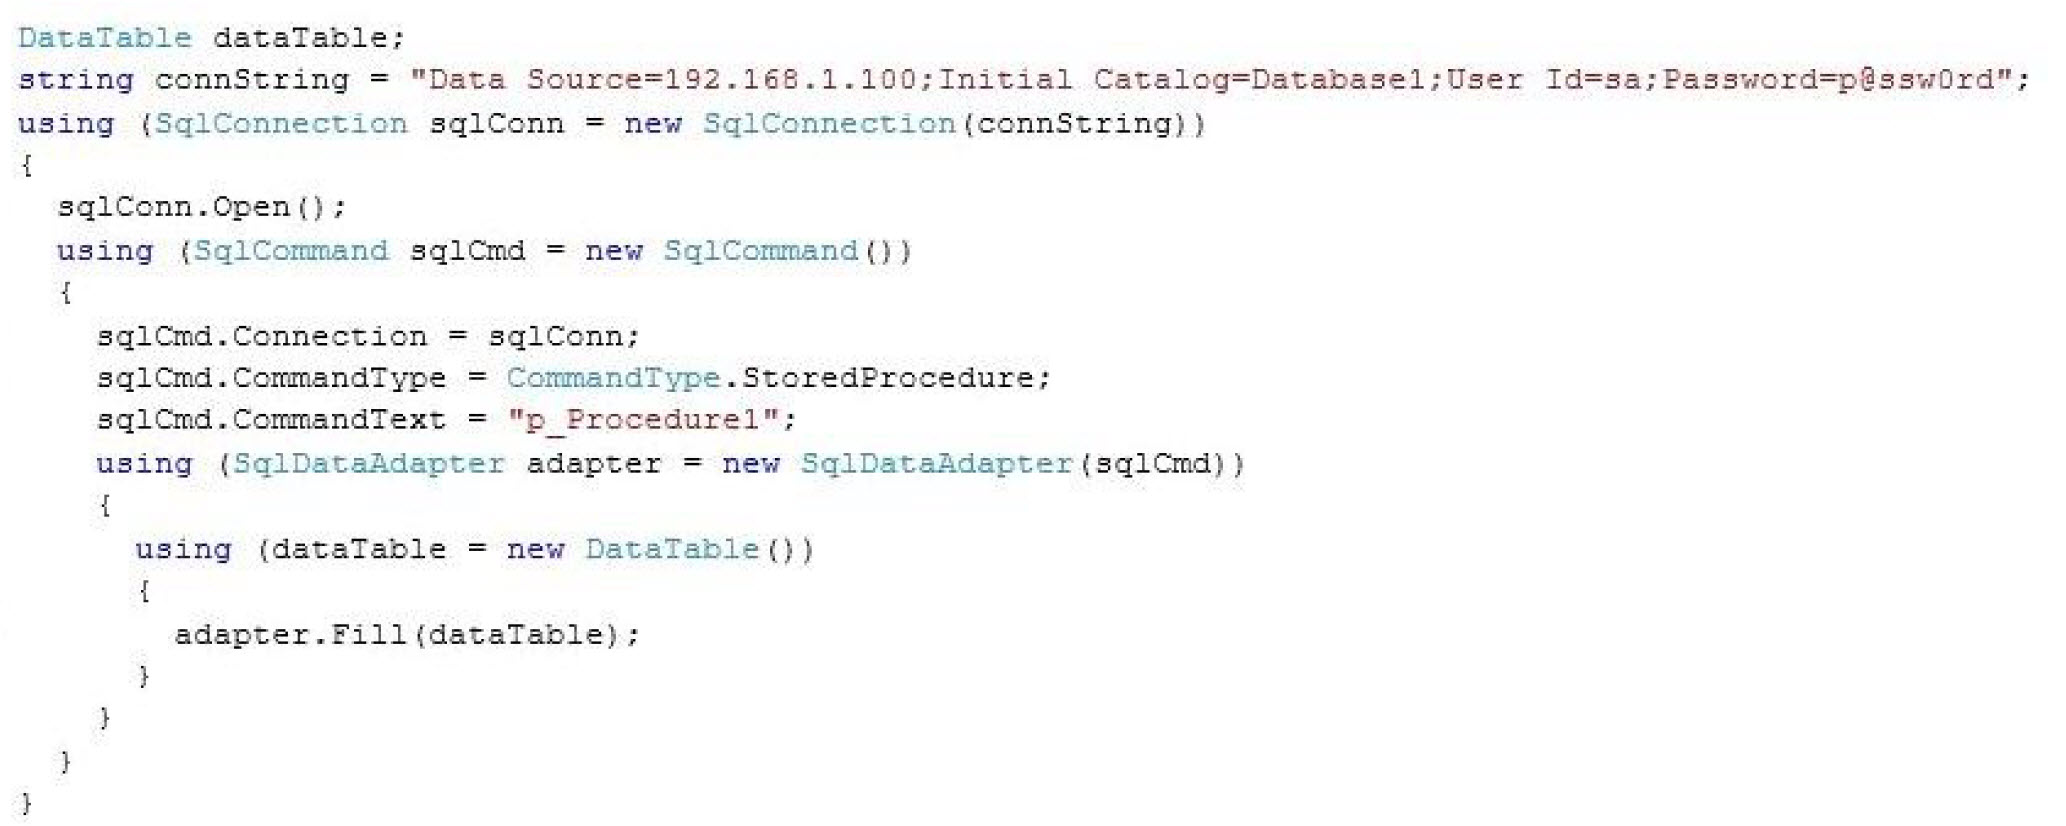 DataTable dataTable;
string connString = "Data Source=192.168.1.100;Initial Catalog=Database1;User Id=sa;Password=p@ssw0rd";
using (SqlConnection sqlConn = new SqlConnection(connString))
{
sqlConn.Open();
using (SqlCommand sqlCmd = new SqlCommand())
{
sqlCmd.Connection = sqlConn;
sqlCmd.CommandType = CommandType.StoredProcedure;
sqlCmd.CommandText = "p_Procedure1";
using (SqlDataAdapter adapter = new SqlDataAdapter(sqlCmd))
{
using (dataTable = new DataTable())
{
adapter.Fill(dataTable);
}
}
}
}